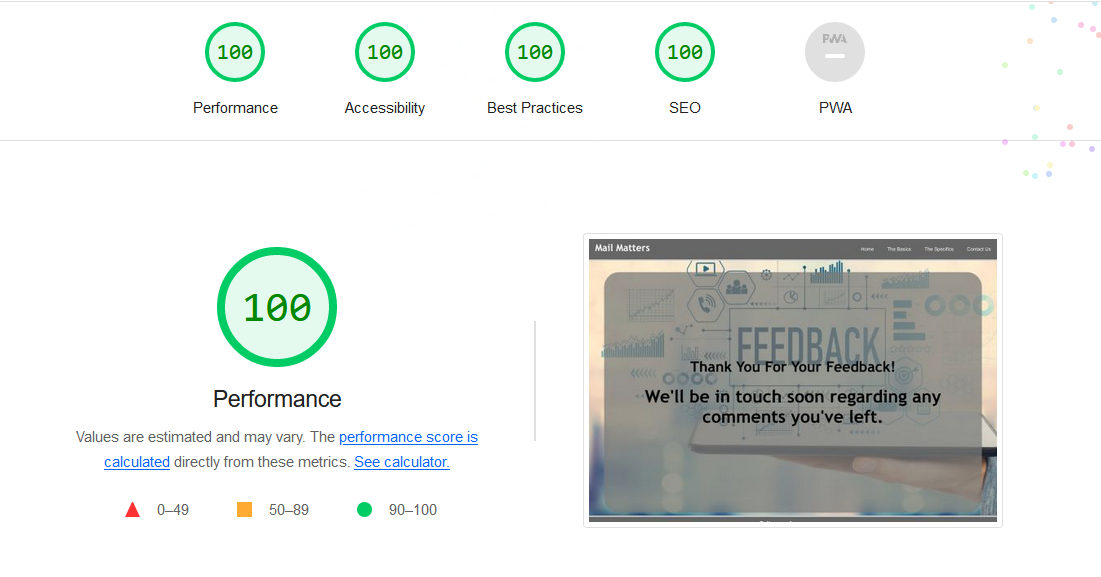 100 100 100 100 PWA
Performance Accessibility Best Practices SEO PWA
100
Performance
Values are estimated and may vary. The performance score is
calculated directly from these metrics. See calculator.
0–49 50–89 90–100
Mail Matters Home The Basics The Specifics Contact Us
FEEDBACK
Thank You For Your Feedback!
We'll be in touch soon regarding any
comments you've left.